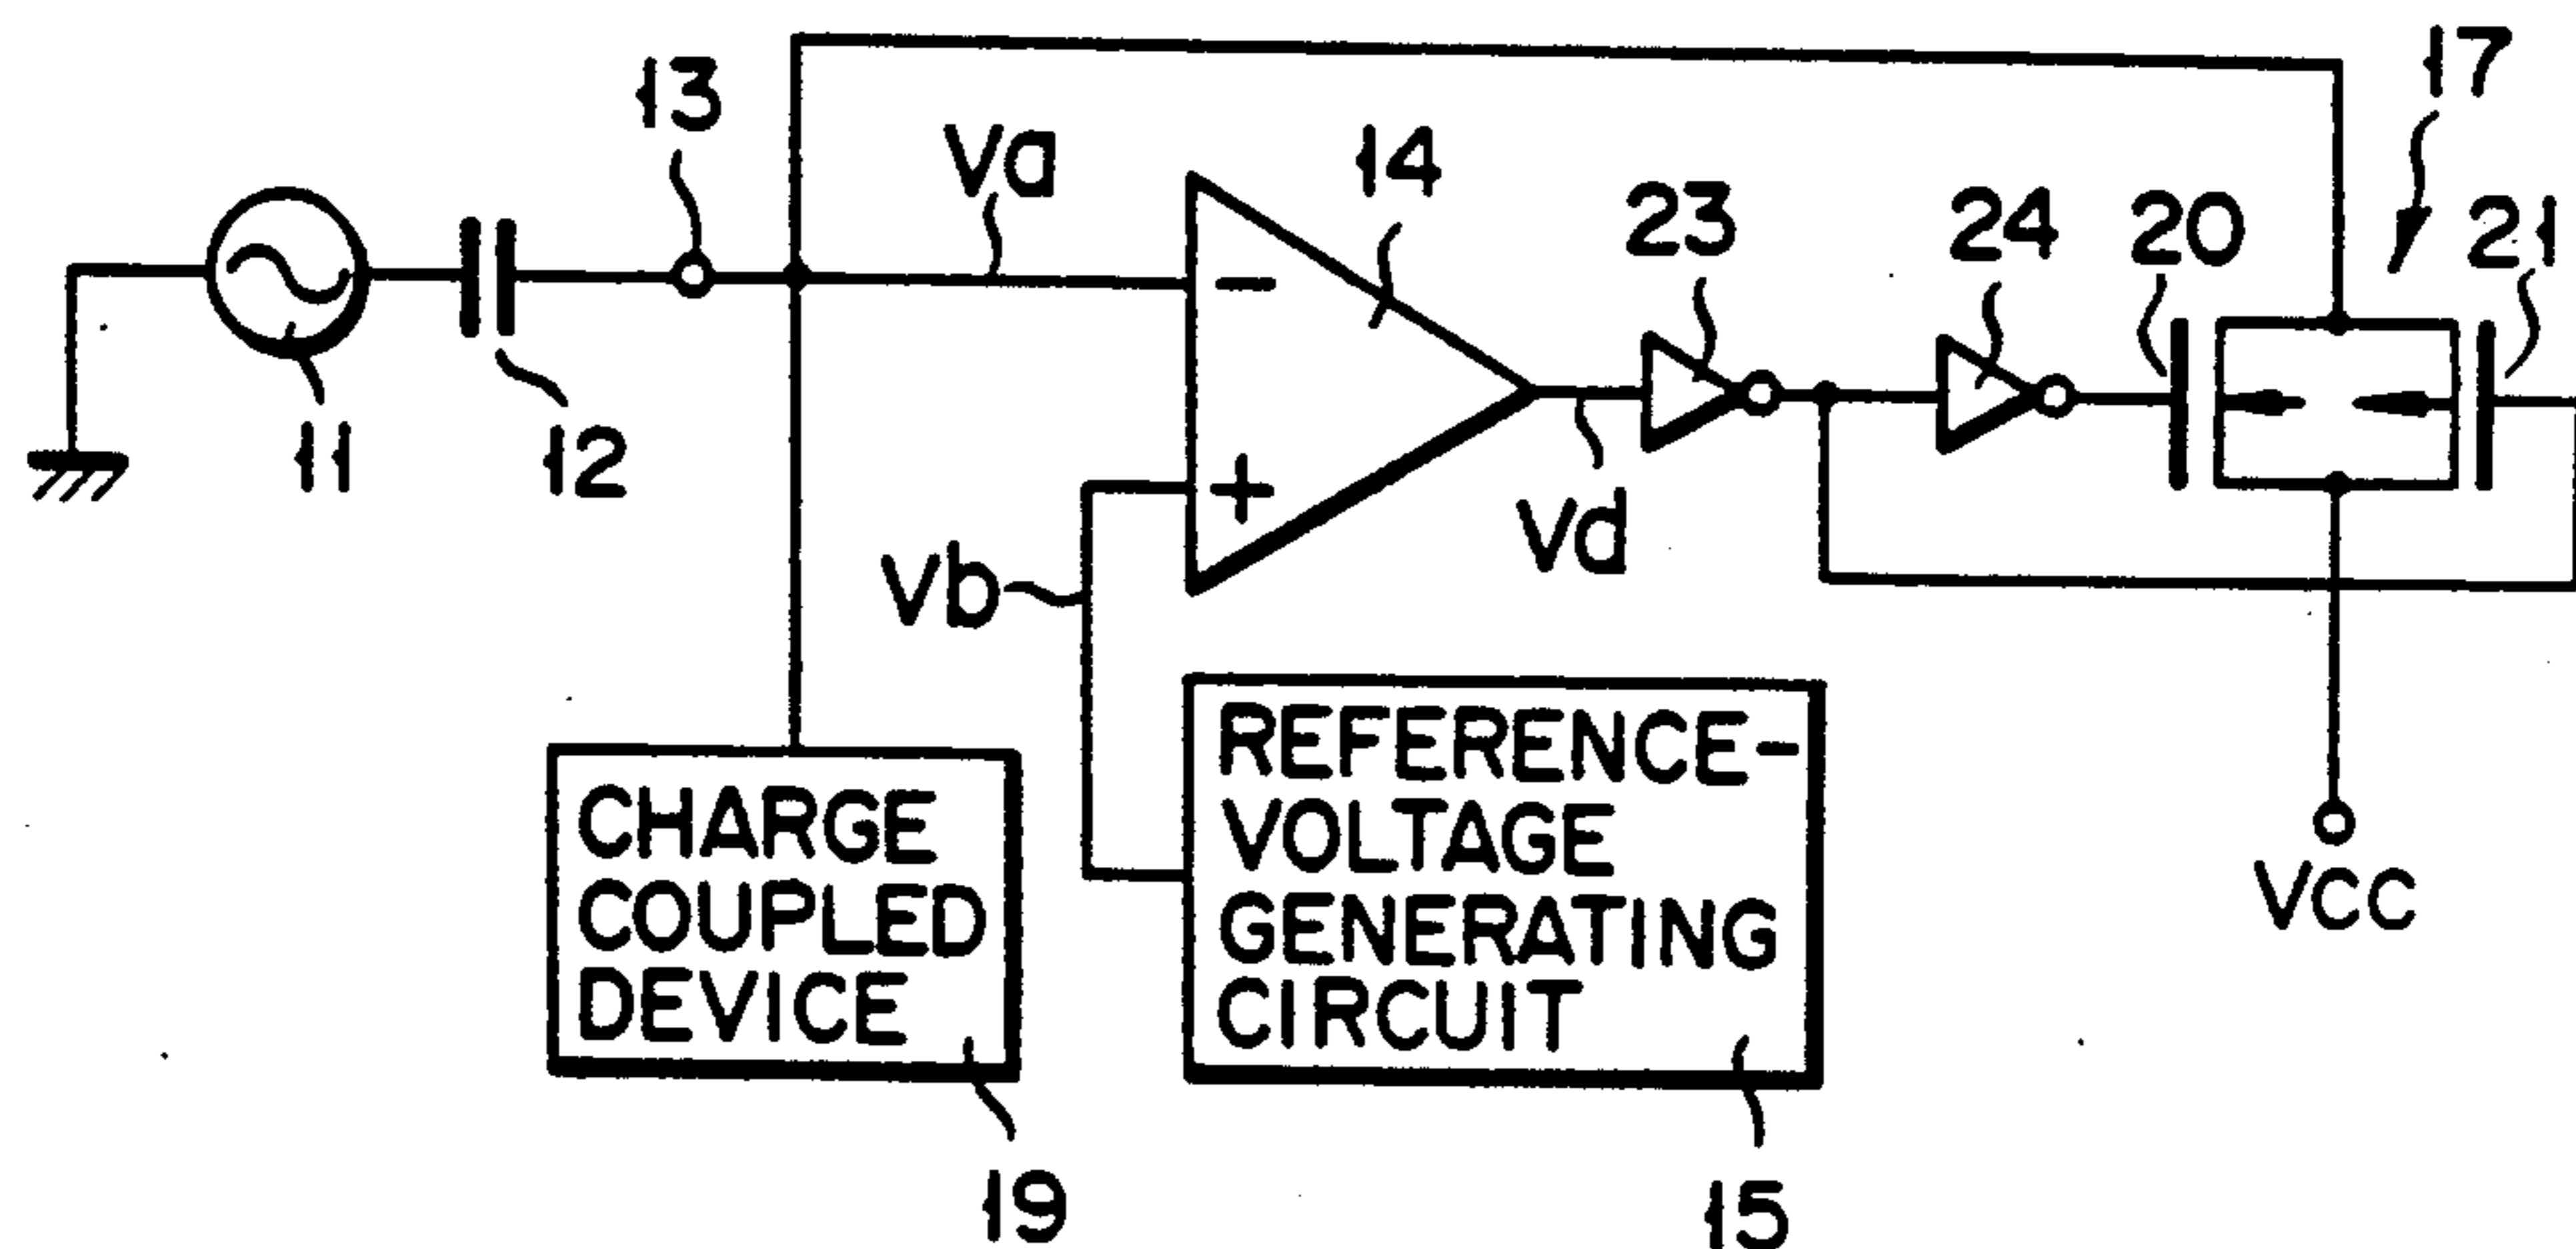 17
13
Va
14
23
24
20
21
-
+
11
12
Vb
Vd
REFERENCE-
VOLTAGE
GENERATING
CIRCUIT
CHARGE
COUPLED
DEVICE
VCC
19
15